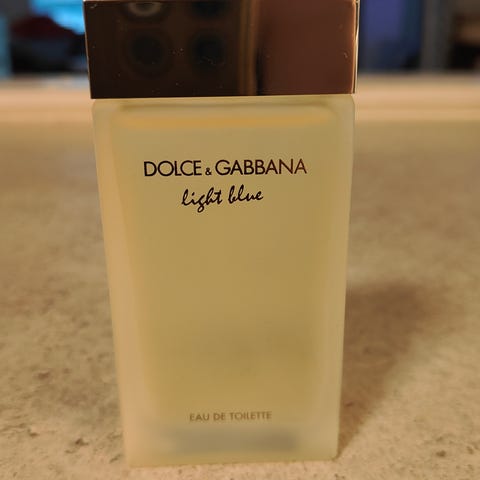 DOLCE & GABBANA
light blue
EAU DE TOILETTE